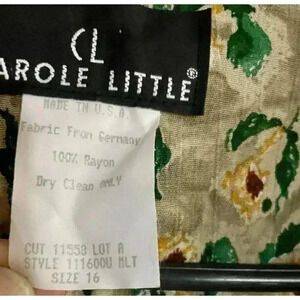 CL
AROLE LITTLE®
MADE IN U.S.A.
Fabric From Germany
100% Rayon
Dry Clean ONLY
CUT 11558 LOT A
STYLE 111600U MLT
SIZE 16